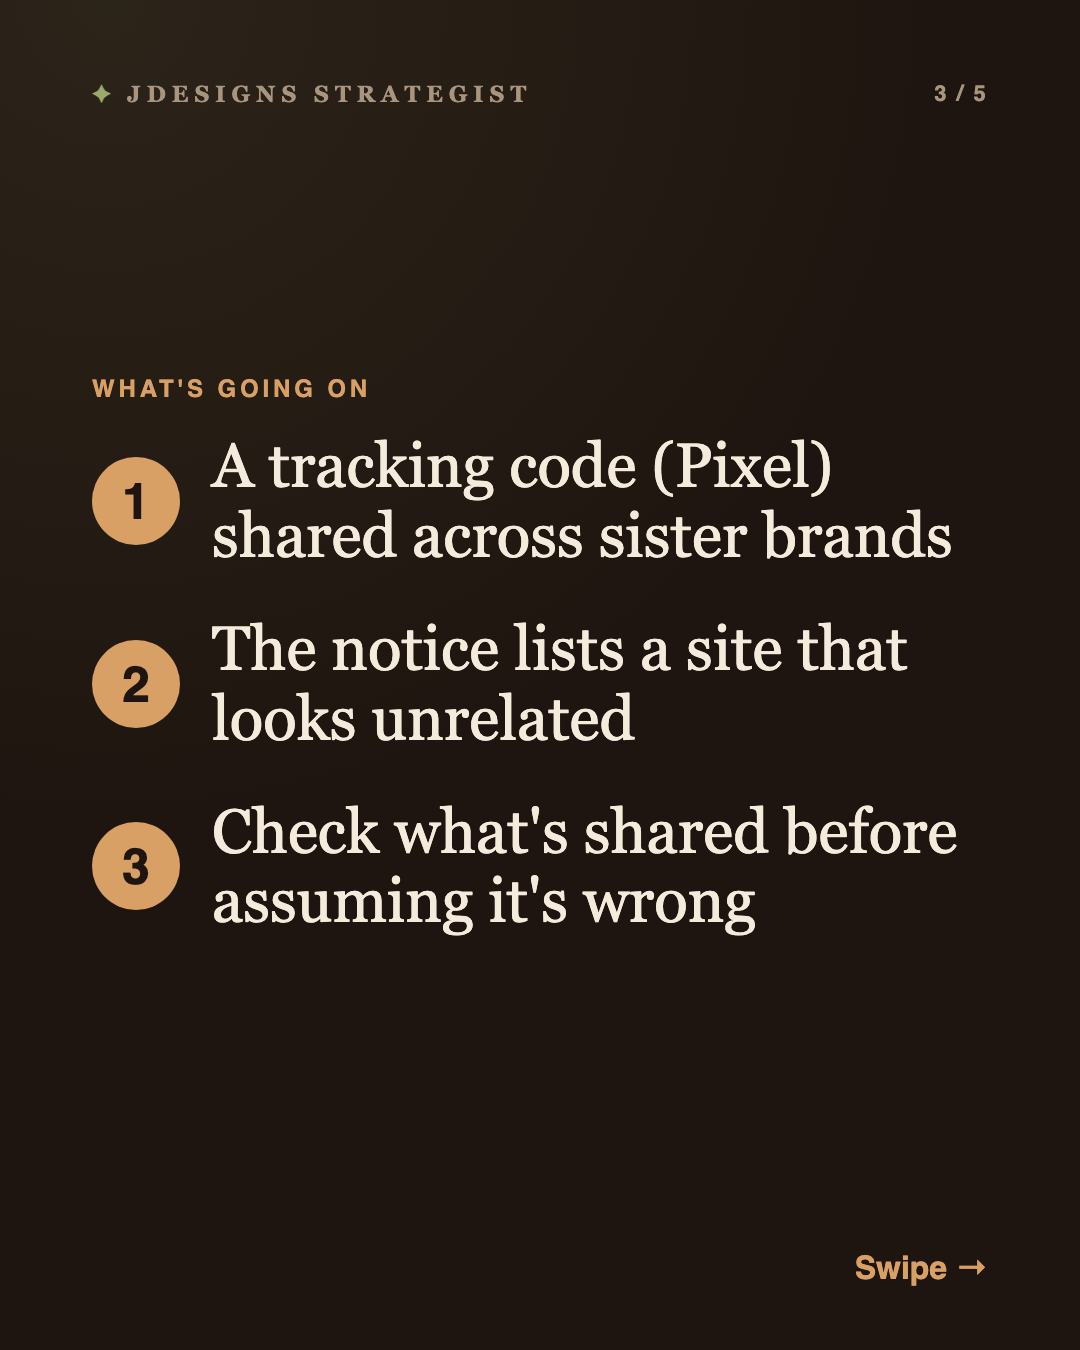 ✦ JDESIGNS STRATEGIST
3 / 5
WHAT'S GOING ON
1
A tracking code (Pixel)
shared across sister brands
2
The notice lists a site that
looks unrelated
3
Check what's shared before
assuming it's wrong
Swipe →